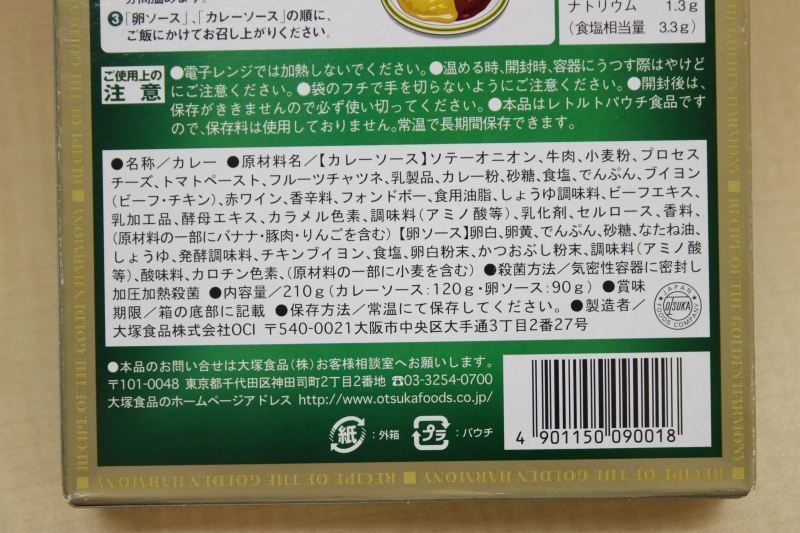 分間温めます。
❸「卵ソース」、「カレーソース」の順に、
ご飯にかけてお召し上がりください。
ナトリウム 1.3g
(食塩相当量 3.3g)
ご使用上の
注意
●電子レンジでは加熱しないでください。●温める時、開封時、容器にうつす際はやけど
にご注意ください。●袋のフチで手を切らないようにご注意ください。●開封後は、
保存がききませんので必ず使い切ってください。●本品はレトルトパウチ食品です
ので、保存料は使用しておりません。常温で長期間保存できます。
●名称/カレー ●原材料名/【カレーソース】ソテーオニオン、牛肉、小麦粉、プロセス
チーズ、トマトペースト、フルーツチャツネ、乳製品、カレー粉、砂糖、食塩、でんぷん、ブイヨン
(ビーフ・チキン)、赤ワイン、香辛料、フォンドボー、食用油脂、しょうゆ調味料、ビーフエキス、
乳加工品、酵母エキス、カラメル色素、調味料(アミノ酸等)、乳化剤、セルロース、香料、
(原材料の一部にバナナ・豚肉・りんごを含む)【卵ソース】卵白、卵黄、でんぷん、砂糖、なたね油、
しょうゆ、発酵調味料、チキンブイヨン、食塩、卵白粉末、かつおぶし粉末、調味料(アミノ酸
等)、酸味料、カロチン色素、(原材料の一部に小麦を含む) ●殺菌方法/気密性容器に密封し
加圧加熱殺菌 ●内容量/210g(カレーソース:120g・卵ソース:90g) ●賞味
期限/箱の底部に記載 ●保存方法/常温にて保存してください。●製造者/
大塚食品株式会社OCI 〒540-0021大阪市中央区大手通3丁目2番27号
JAPAN
OTSUKA
FOODS COMPANY
●本品のお問い合せは大塚食品(株)お客様相談室へお願いします。
〒101-0048 東京都千代田区神田司町2丁目2番地 ☎03-3254-0700
大塚食品のホームページアドレス http://www.otsukafoods.co.jp/
紙:外箱 プラ:パウチ
4 901150 090018
RECIPE OF THE GOLDEN HARMONY
RECIPE OF THE GOLDEN HARMONY
RECIPE OF THE GOLDEN HARMONY
RECIPE OF THE GOLDEN HARMONY